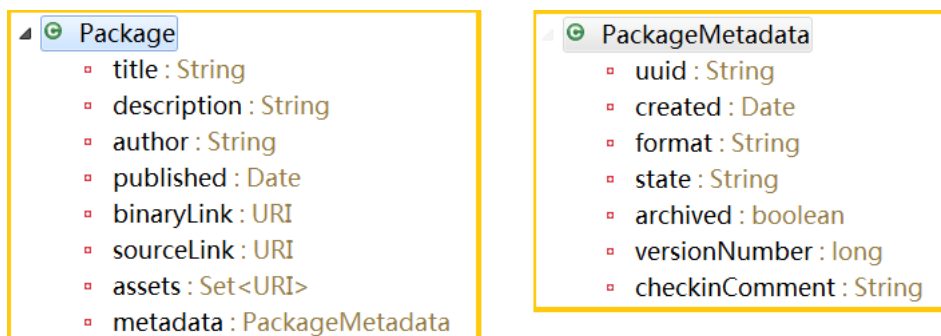 Package
title : String
description : String
author : String
published : Date
binaryLink : URI
sourceLink : URI
assets : Set<URI>
metadata : PackageMetadata
PackageMetadata
uuid : String
created : Date
format : String
state : String
archived : boolean
versionNumber : long
checkinComment : String